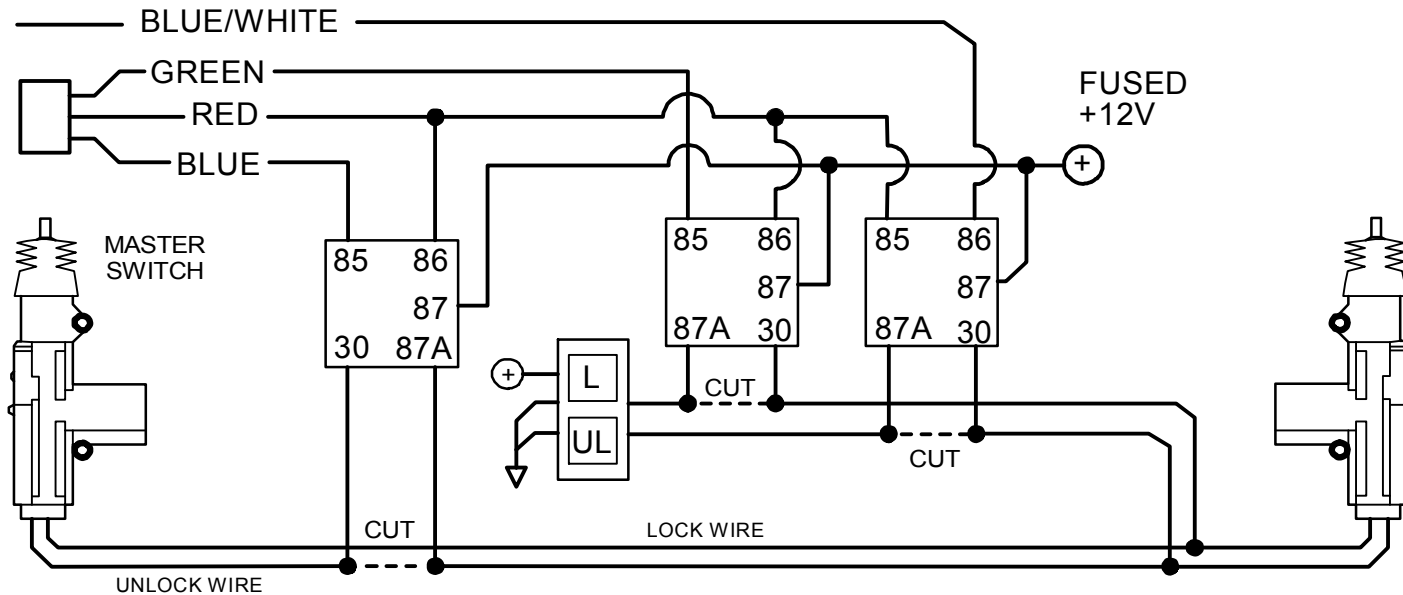 BLUE/WHITE
GREEN
RED
BLUE
FUSED
+12V
+
MASTER
SWITCH
85 86
87
30 87A
85 86
87
87A 30
85 86
87
87A 30
+
L
UL
CUT
CUT
CUT
LOCK WIRE
UNLOCK WIRE